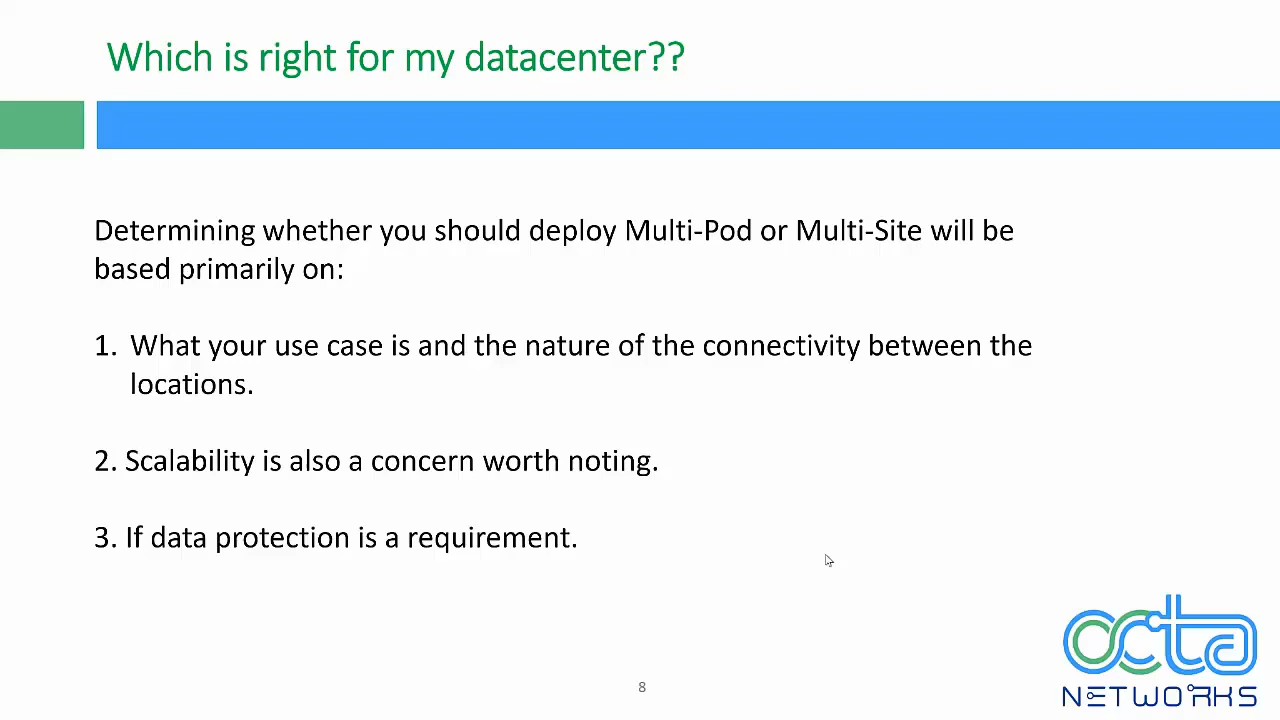 Which is right for my datacenter??
Determining whether you should deploy Multi-Pod or Multi-Site will be
based primarily on:
1. What your use case is and the nature of the connectivity between the
locations.
2. Scalability is also a concern worth noting.
3. If data protection is a requirement.
octa
NETWORKS
8